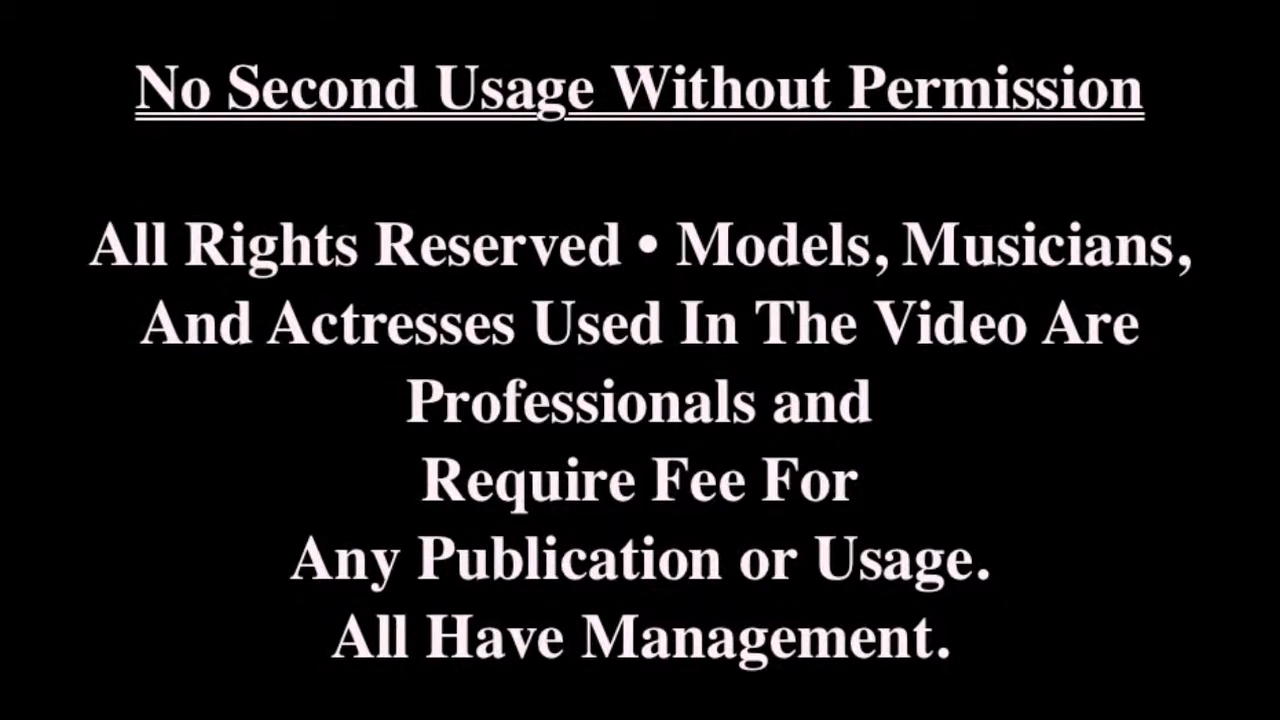 No Second Usage Without Permission
All Rights Reserved • Models, Musicians,
And Actresses Used In The Video Are
Professionals and
Require Fee For
Any Publication or Usage.
All Have Management.